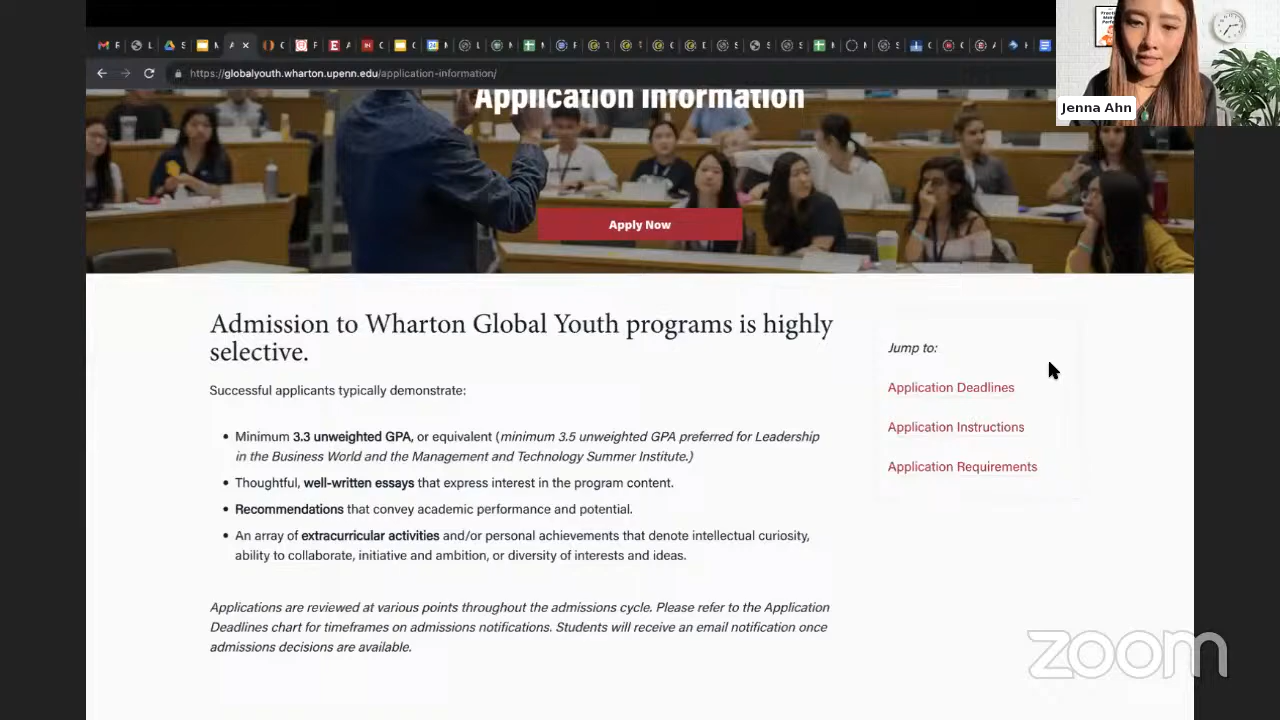 https://globalyouth.wharton.upenn.edu/application-information/
Jenna Ahn
Application Information
Apply Now
Admission to Wharton Global Youth programs is highly
selective.
Successful applicants typically demonstrate:
• Minimum 3.3 unweighted GPA, or equivalent (minimum 3.5 unweighted GPA preferred for Leadership
in the Business World and the Management and Technology Summer Institute.)
• Thoughtful, well-written essays that express interest in the program content.
• Recommendations that convey academic performance and potential.
• An array of extracurricular activities and/or personal achievements that denote intellectual curiosity,
ability to collaborate, initiative and ambition, or diversity of interests and ideas.
Applications are reviewed at various points throughout the admissions cycle. Please refer to the Application
Deadlines chart for timeframes on admissions notifications. Students will receive an email notification once
admissions decisions are available.
Jump to:
Application Deadlines
Application Instructions
Application Requirements
zoom